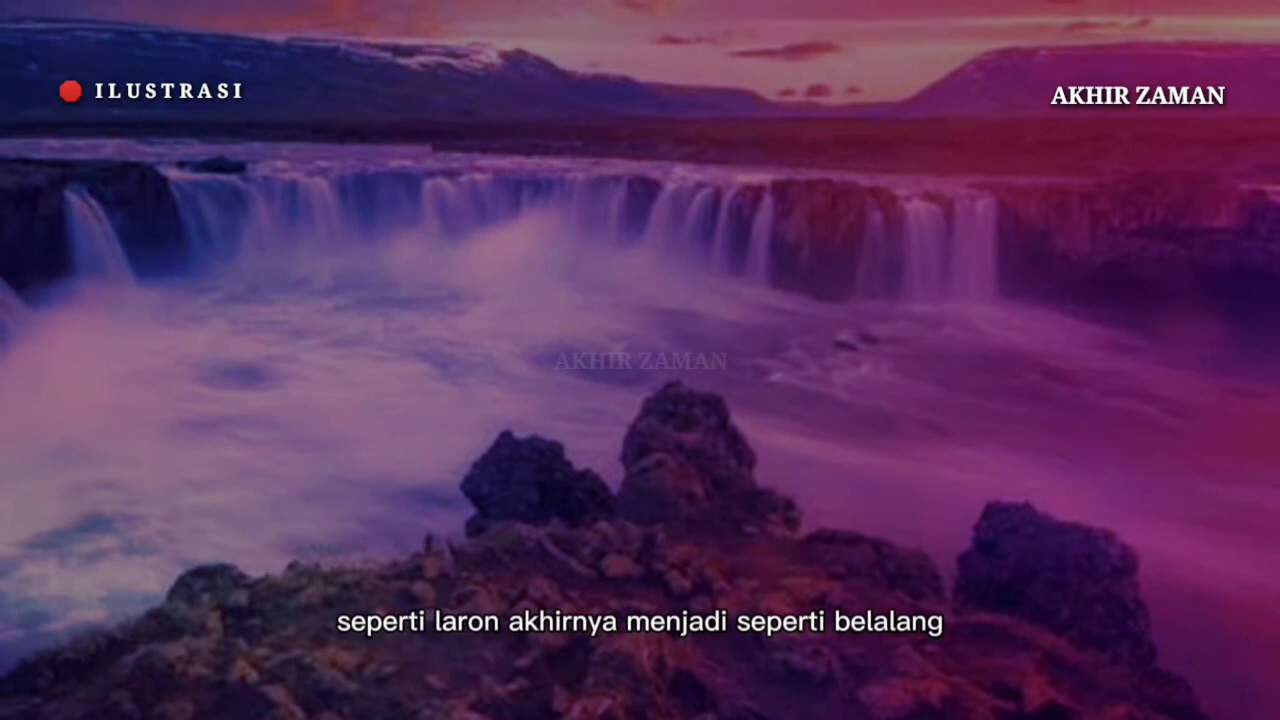 ILUSTRASI
AKHIR ZAMAN
AKHIR ZAMAN
seperti laron akhirnya menjadi seperti belalang